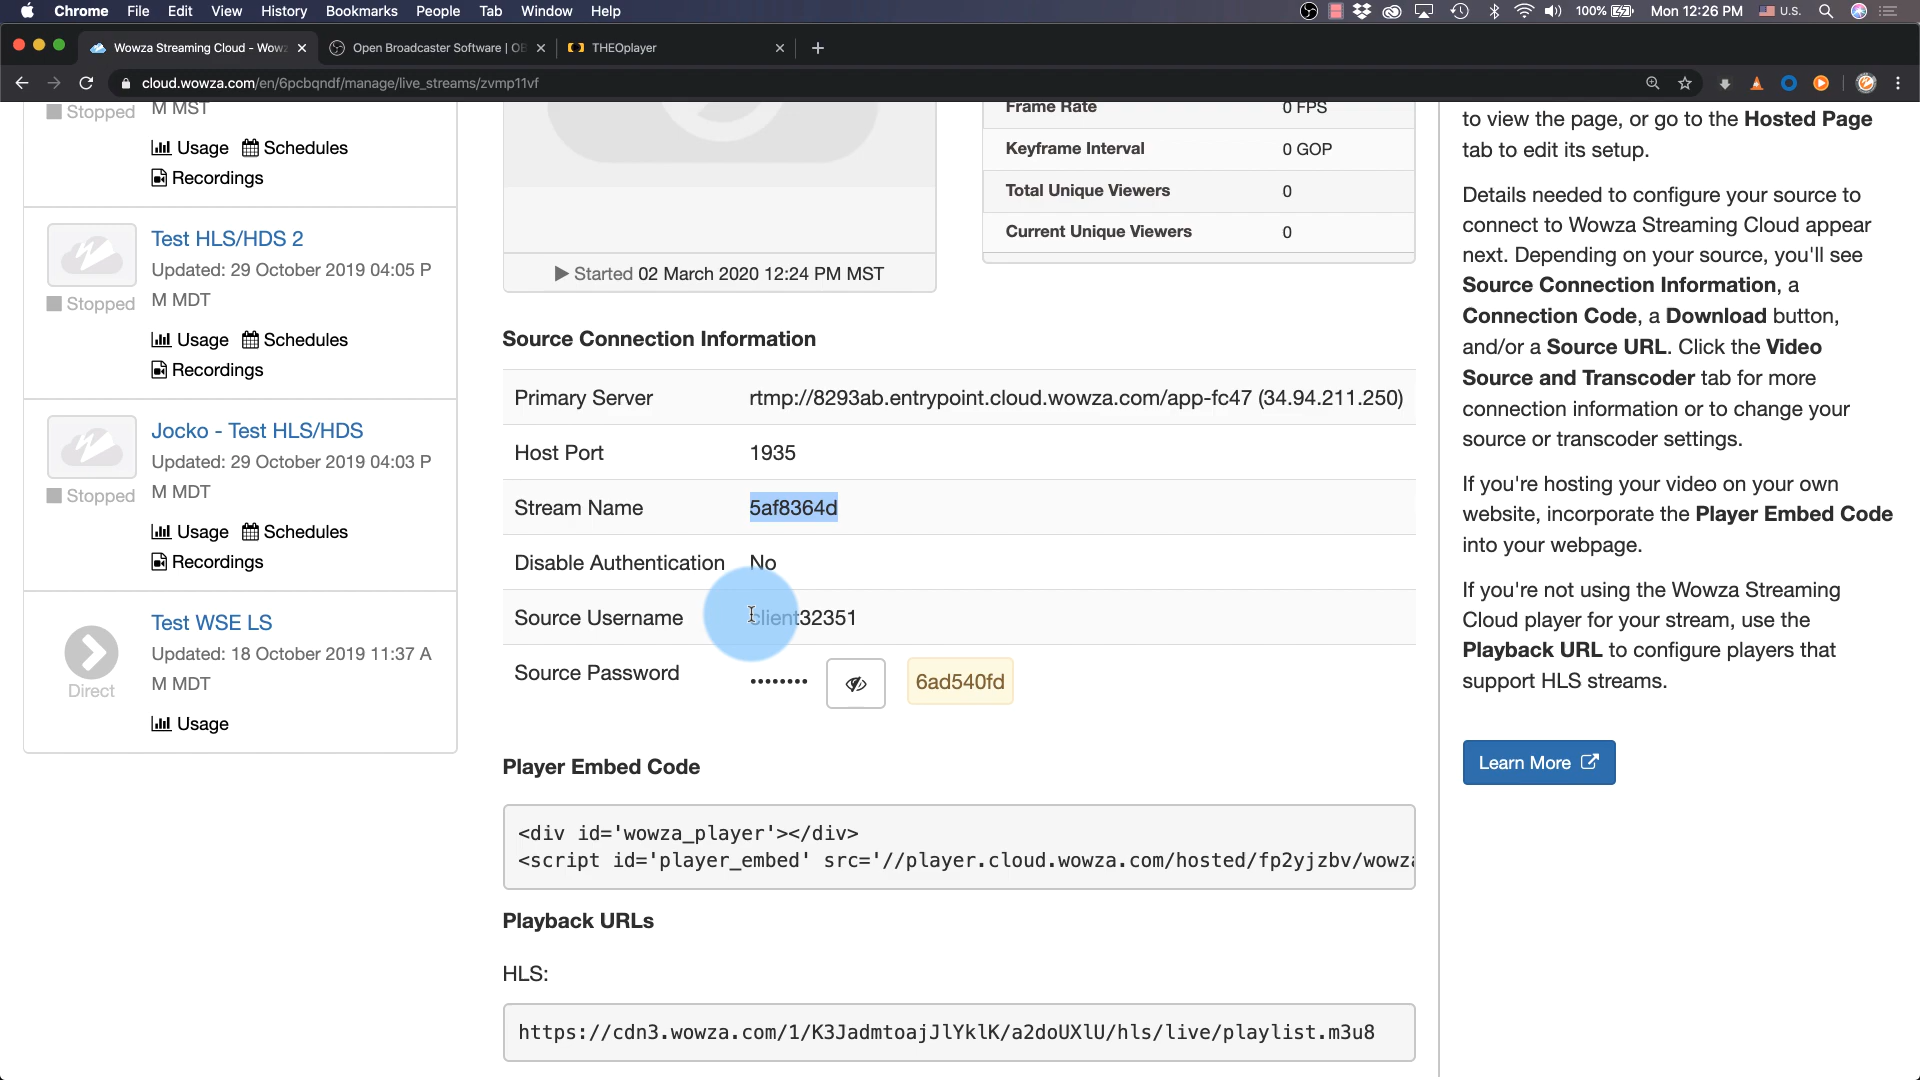 Chrome File Edit View History Bookmarks People Tab Window Help
100% Mon 12:26 PM U.S.
Wowza Streaming Cloud - Wowz
Open Broadcaster Software | OB
THEOplayer
cloud.wowza.com/en/6pcbqndf/manage/live_streams/zvmp11vf
Stopped
M MST
Usage Schedules
Recordings
Test HLS/HDS 2
Updated: 29 October 2019 04:05 P
M MDT
Stopped
Usage Schedules
Recordings
Jocko - Test HLS/HDS
Updated: 29 October 2019 04:03 P
M MDT
Stopped
Usage Schedules
Recordings
Test WSE LS
Updated: 18 October 2019 11:37 A
M MDT
Direct
Usage
Started 02 March 2020 12:24 PM MST
Frame Rate 0 FPS
Keyframe Interval 0 GOP
Total Unique Viewers 0
Current Unique Viewers 0
Source Connection Information
Primary Server rtmp://8293ab.entrypoint.cloud.wowza.com/app-fc47 (34.94.211.250)
Host Port 1935
Stream Name 5af8364d
Disable Authentication No
Source Username client32351
Source Password •••••••• 6ad540fd
Player Embed Code
<div id='wowza_player'></div>
<script id='player_embed' src='//player.cloud.wowza.com/hosted/fp2yjzbv/wowza
Playback URLs
HLS:
https://cdn3.wowza.com/1/K3JadmtoajJlYklK/a2doUXlU/hls/live/playlist.m3u8
to view the page, or go to the Hosted Page
tab to edit its setup.
Details needed to configure your source to
connect to Wowza Streaming Cloud appear
next. Depending on your source, you'll see
Source Connection Information, a
Connection Code, a Download button,
and/or a Source URL. Click the Video
Source and Transcoder tab for more
connection information or to change your
source or transcoder settings.
If you're hosting your video on your own
website, incorporate the Player Embed Code
into your webpage.
If you're not using the Wowza Streaming
Cloud player for your stream, use the
Playback URL to configure players that
support HLS streams.
Learn More